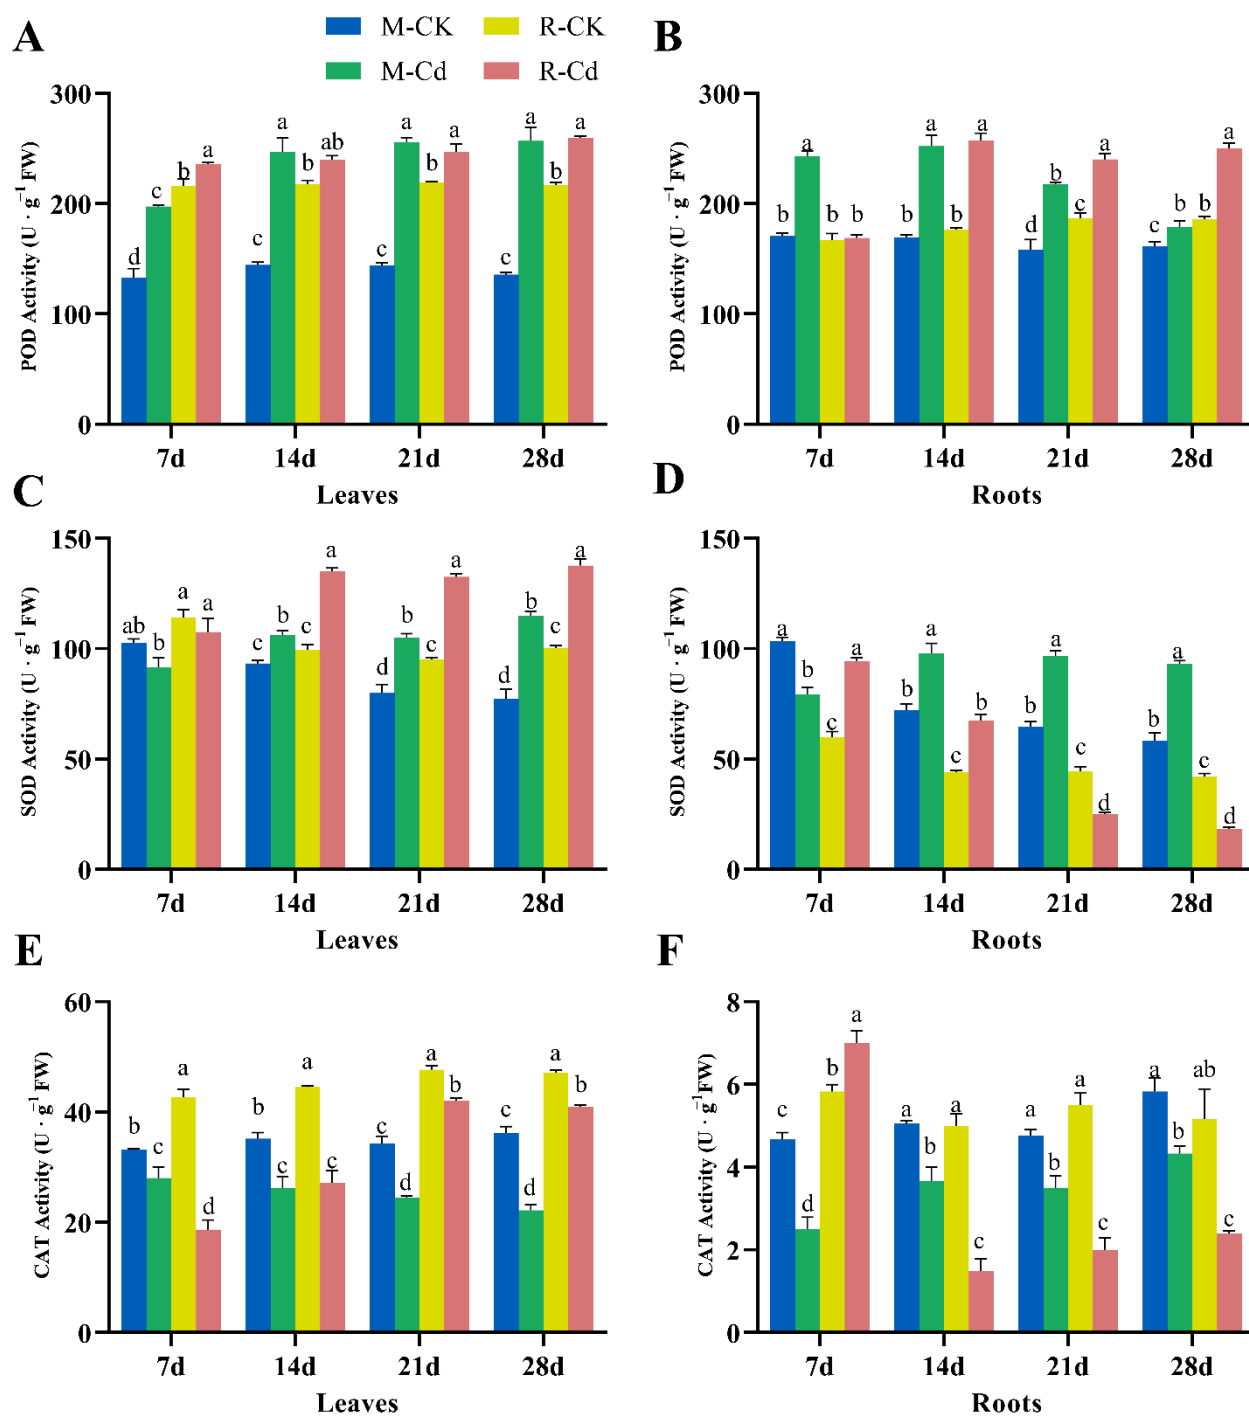 A
M-CK
R-CK
M-Cd
R-Cd
B
300
200
100
0
POD Activity (U · g⁻¹ FW)
d c b a
c a b ab
c a b a
c a b a
7d 14d 21d 28d
Leaves
300
200
100
0
POD Activity (U · g⁻¹ FW)
b a b b
b a b a
d b c a
c b b a
7d 14d 21d 28d
Roots
C
150
100
50
0
SOD Activity (U · g⁻¹ FW)
ab b a a
c b c a
d b c a
d b c a
7d 14d 21d 28d
Leaves
D
150
100
50
0
SOD Activity (U · g⁻¹ FW)
a b c a
b a c b
b a c d
b a c d
7d 14d 21d 28d
Roots
E
60
40
20
0
CAT Activity (U · g⁻¹ FW)
b c a d
b c a c
c d a b
c d a b
7d 14d 21d 28d
Leaves
F
8
6
4
2
0
CAT Activity (U · g⁻¹FW)
c d b a
a b a c
a b a c
a b ab c
7d 14d 21d 28d
Roots